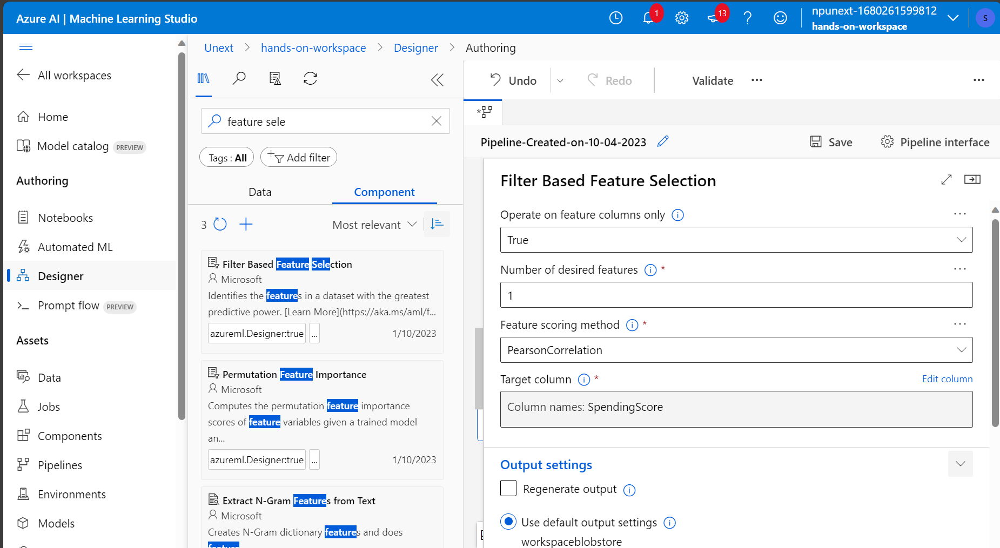 Azure AI | Machine Learning Studio
1
13
npunext-1680261599812
hands-on-workspace
S
All workspaces
Home
Model catalog PREVIEW
Authoring
Notebooks
Automated ML
Designer
Prompt flow PREVIEW
Assets
Data
Jobs
Components
Pipelines
Environments
Models
Unext > hands-on-workspace > Designer > Authoring
feature sele
Tags : All
Add filter
Data
Component
3
Most relevant
Filter Based Feature Selection
Microsoft
Identifies the features in a dataset with the greatest
predictive power. [Learn More](https://aka.ms/aml/f...
azureml.Designer:true ... 1/10/2023
Permutation Feature Importance
Microsoft
Computes the permutation feature importance
scores of feature variables given a trained model
an...
azureml.Designer:true ... 1/10/2023
Extract N-Gram Features from Text
Microsoft
Creates N-Gram dictionary features and does
feature
Undo
Redo
Validate
...
...
Pipeline-Created-on-10-04-2023
Save
Pipeline interface
Filter Based Feature Selection
Operate on feature columns only
...
True
Number of desired features *
...
1
Feature scoring method *
...
PearsonCorrelation
Target column *
Edit column
Column names: SpendingScore
Output settings
Regenerate output
Use default output settings
workspaceblobstore